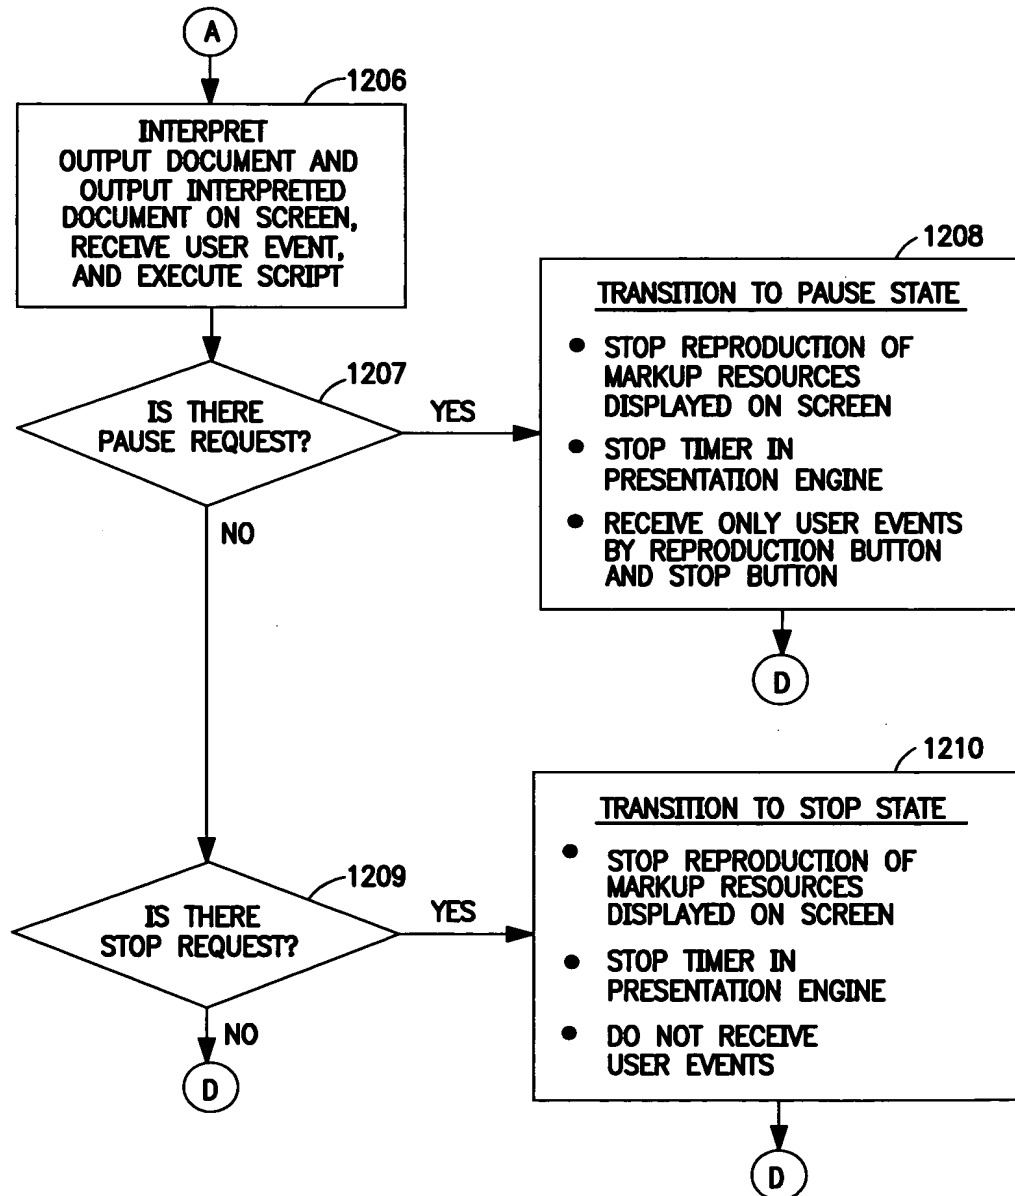 A
1206
INTERPRET
OUTPUT DOCUMENT AND
OUTPUT INTERPRETED
DOCUMENT ON SCREEN,
RECEIVE USER EVENT,
AND EXECUTE SCRIPT
1207
IS THERE
PAUSE REQUEST?
YES
NO
1208
TRANSITION TO PAUSE STATE
● STOP REPRODUCTION OF
MARKUP RESOURCES
DISPLAYED ON SCREEN
● STOP TIMER IN
PRESENTATION ENGINE
● RECEIVE ONLY USER EVENTS
BY REPRODUCTION BUTTON
AND STOP BUTTON
D
1209
IS THERE
STOP REQUEST?
YES
NO
D
1210
TRANSITION TO STOP STATE
● STOP REPRODUCTION OF
MARKUP RESOURCES
DISPLAYED ON SCREEN
● STOP TIMER IN
PRESENTATION ENGINE
● DO NOT RECEIVE
USER EVENTS
D